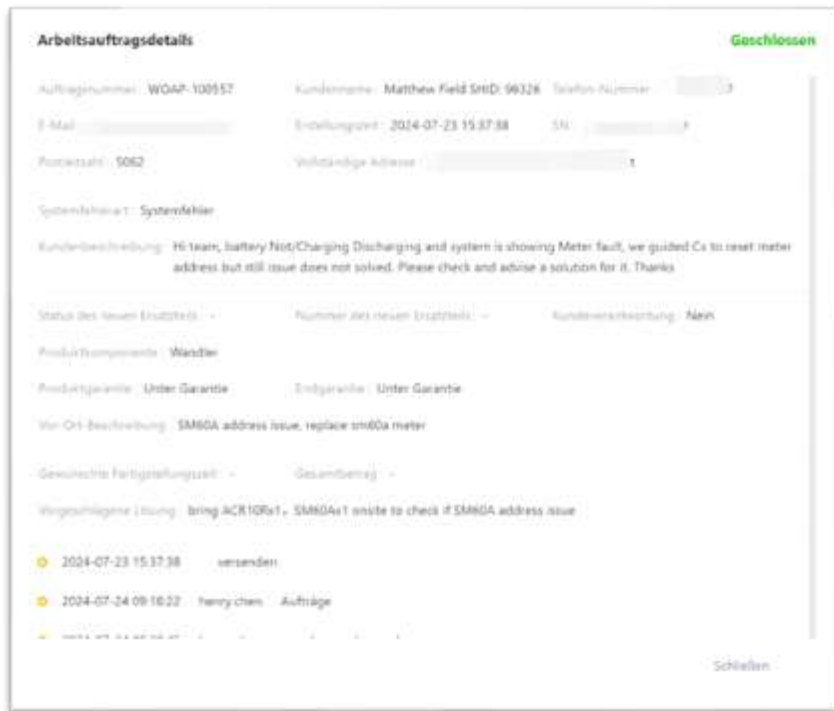 Arbeitsauftragsdetails Geschlossen
Auftragsnummer: WOAP-100557 Kundenname: Matthew Field SHID: 96326 Telefon-Nummer:
E-Mail: Erstellungszeit: 2024-07-23 15:37:38 SN:
Postleitzahl: 5062 Vollständige Adresse:
Systemfehlerart: Systemfehler
Kundenbeschreibung: Hi team, battery Not/Charging Discharging and system is showing Meter fault, we guided Cx to reset meter
address but still issue does not solved. Please check and advise a solution for it. Thanks
Status des neuen Ersatzteils: - Nummer des neuen Ersatzteils: - Kundenverantwortung: Nein
Produktkomponente: Wandler
Produktgarantie: Unter Garantie Endgarantie: Unter Garantie
Vor-Ort-Beschreibung: SM60A address issue, replace sm60a meter
Gewünschte Fertigstellungszeit: - Gesamtbetrag: -
Vorgeschlagene Lösung: bring ACR10Rx1, SM60Ax1 onsite to check if SM60A address issue
2024-07-23 15:37:38 versenden
2024-07-24 09:18:22 henry chen Aufträge
Schließen